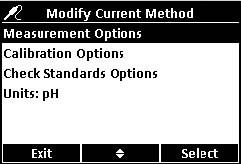 Modify Current Method
Measurement Options
Calibration Options
Check Standards Options
Units: pH
Exit
Select